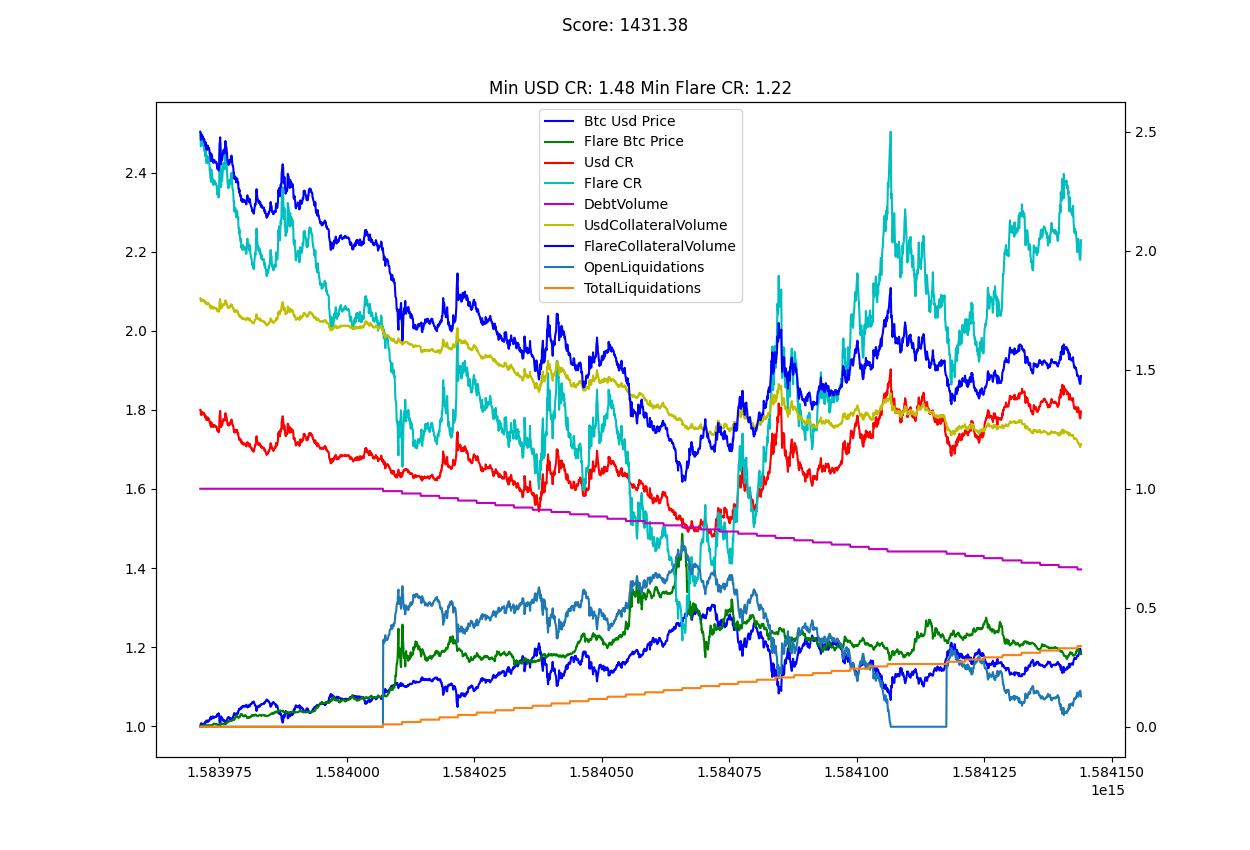 Score: 1431.38
Min USD CR: 1.48 Min Flare CR: 1.22
Btc Usd Price
Flare Btc Price
Usd CR
Flare CR
DebtVolume
UsdCollateralVolume
FlareCollateralVolume
OpenLiquidations
TotalLiquidations
2.4
2.2
2.0
1.8
1.6
1.4
1.2
1.0
2.5
2.0
1.5
1.0
0.5
0.0
1.583975
1.584000
1.584025
1.584050
1.584075
1.584100
1.584125
1.584150
1e15